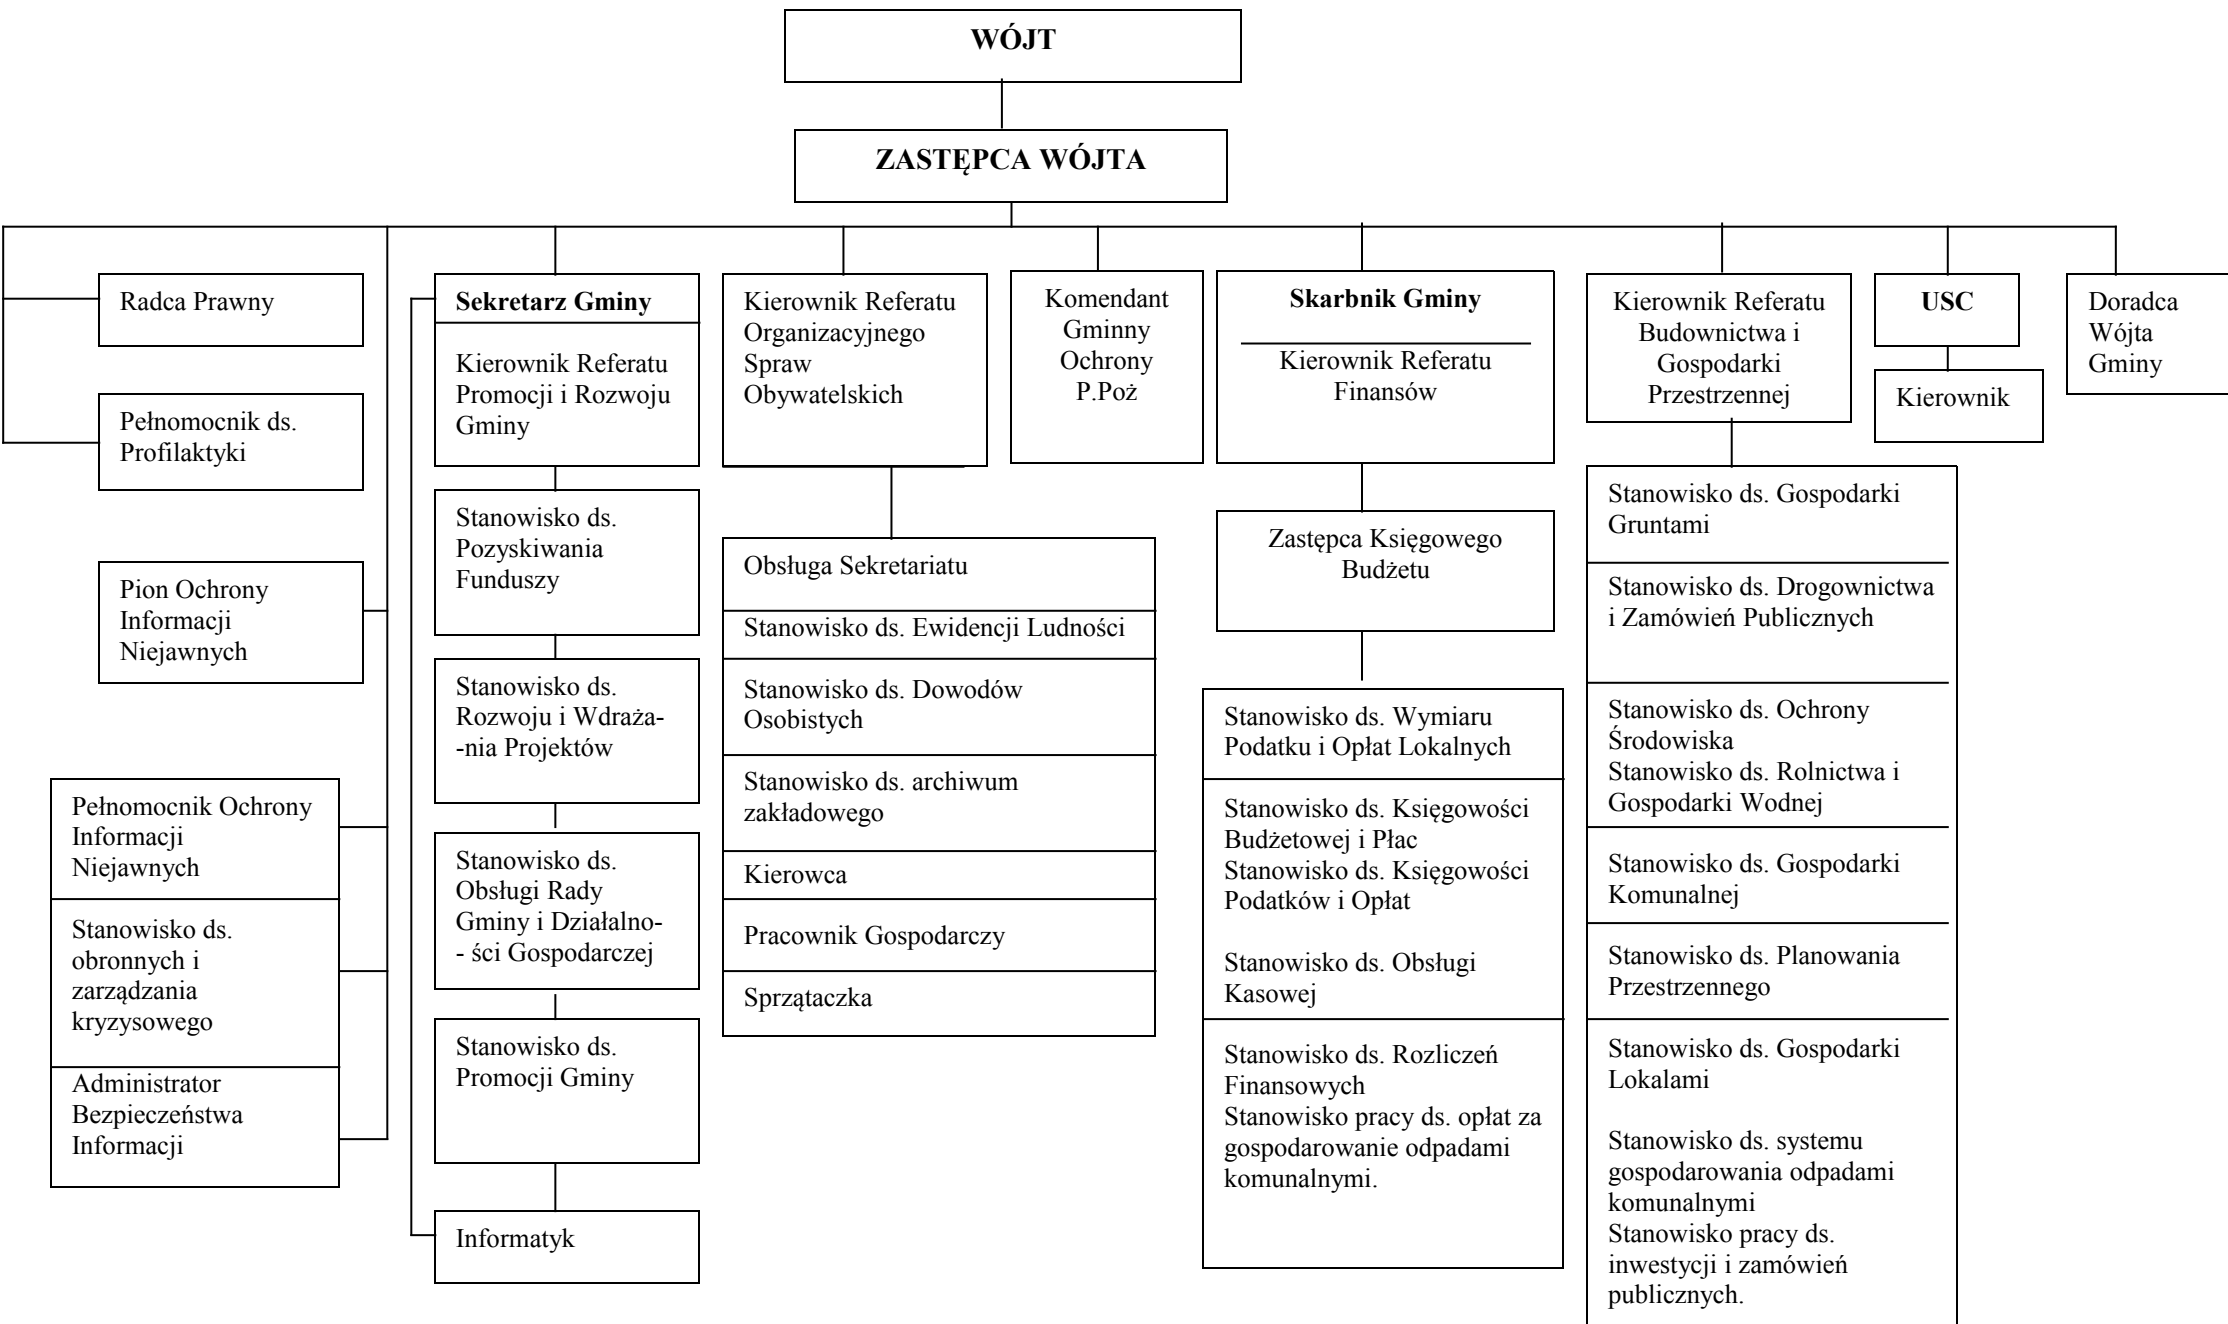 WÓJT
ZASTĘPCA WÓJTA
Radca Prawny
Pełnomocnik ds.
Profilaktyki
Pion Ochrony
Informacji
Niejawnych
Pełnomocnik Ochrony
Informacji
Niejawnych
Stanowisko ds.
obronnych i
zarządzania
kryzysowego
Administrator
Bezpieczeństwa
Informacji
Sekretarz Gminy
Kierownik Referatu
Promocji i Rozwoju
Gminy
Stanowisko ds.
Pozyskiwania
Funduszy
Stanowisko ds.
Rozwoju i Wdraża-
-nia Projektów
Stanowisko ds.
Obsługi Rady
Gminy i Działalno-
- ści Gospodarczej
Stanowisko ds.
Promocji Gminy
Informatyk
Kierownik Referatu
Organizacyjnego
Spraw
Obywatelskich
Obsługa Sekretariatu
Stanowisko ds. Ewidencji Ludności
Stanowisko ds. Dowodów
Osobistych
Stanowisko ds. archiwum
zakładowego
Kierowca
Pracownik Gospodarczy
Sprzątaczka
Komendant
Gminny
Ochrony
P.Poż
Skarbnik Gminy
Kierownik Referatu
Finansów
Zastępca Księgowego
Budżetu
Stanowisko ds. Wymiaru
Podatku i Opłat Lokalnych
Stanowisko ds. Księgowości
Budżetowej i Płac
Stanowisko ds. Księgowości
Podatków i Opłat
Stanowisko ds. Obsługi
Kasowej
Stanowisko ds. Rozliczeń
Finansowych
Stanowisko pracy ds. opłat za
gospodarowanie odpadami
komunalnymi.
Kierownik Referatu
Budownictwa i
Gospodarki
Przestrzennej
Stanowisko ds. Gospodarki
Gruntami
Stanowisko ds. Drogownictwa
i Zamówień Publicznych
Stanowisko ds. Ochrony
Środowiska
Stanowisko ds. Rolnictwa i
Gospodarki Wodnej
Stanowisko ds. Gospodarki
Komunalnej
Stanowisko ds. Planowania
Przestrzennego
Stanowisko ds. Gospodarki
Lokalami
Stanowisko ds. systemu
gospodarowania odpadami
komunalnymi
Stanowisko pracy ds.
inwestycji i zamówień
publicznych.
USC
Kierownik
Doradca
Wójta
Gminy